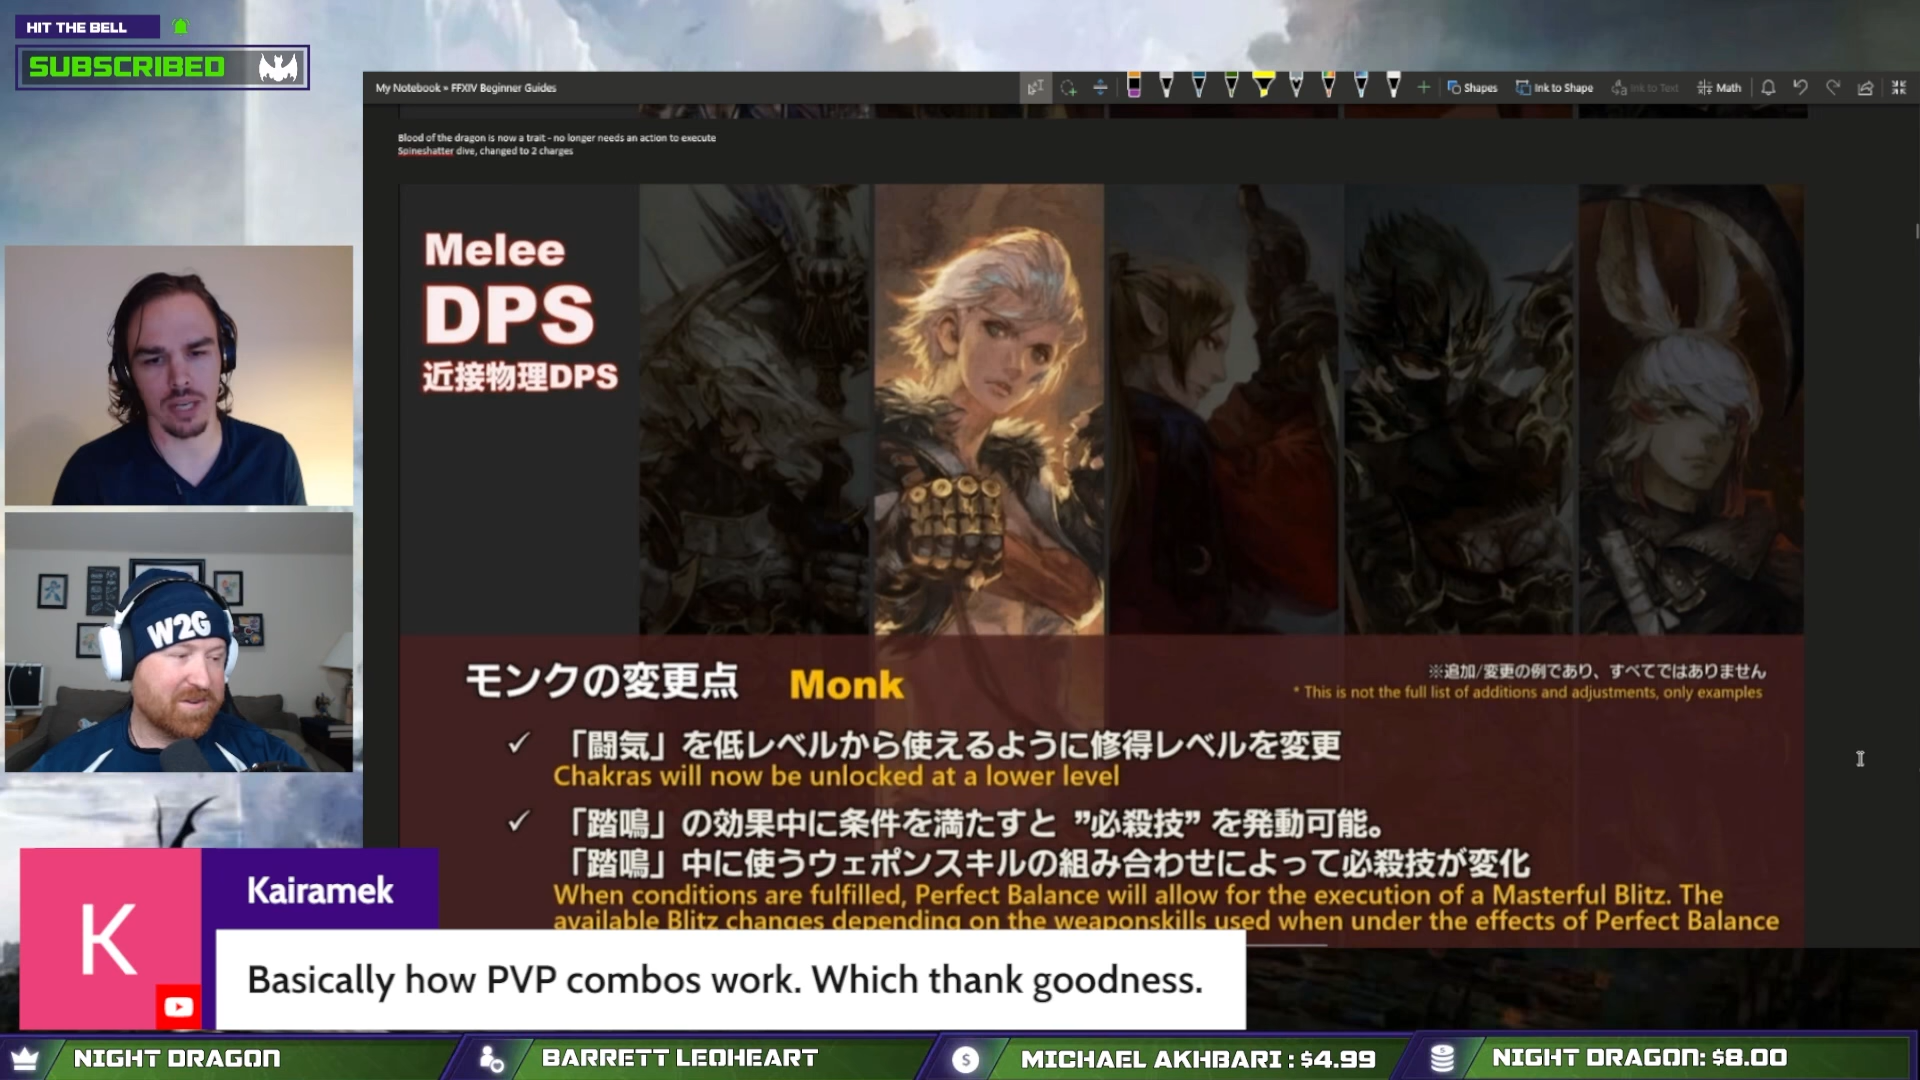 HIT THE BELL
SUBSCRIBED
My Notebook » FFXIV Beginner Guides
Shapes
Ink to Shape
Ink to Text
Math
Blood of the dragon is now a trait - no longer needs an action to execute
Spineshatter dive, changed to 2 charges
Melee
DPS
近接物理DPS
W2G
モンクの変更点 Monk
※追加/変更の例であり、すべてではありません
* This is not the full list of additions and adjustments, only examples
✓ 「闘気」を低レベルから使えるように修得レベルを変更
Chakras will now be unlocked at a lower level
✓ 「踏鳴」の効果中に条件を満たすと ”必殺技” を発動可能。
「踏鳴」中に使うウェポンスキルの組み合わせによって必殺技が変化
When conditions are fulfilled, Perfect Balance will allow for the execution of a Masterful Blitz. The
available Blitz changes depending on the weaponskills used when under the effects of Perfect Balance
K
Kairamek
Basically how PVP combos work. Which thank goodness.
NIGHT DRAGON
BARRETT LEOHEART
MICHAEL AKHBARI : $4.99
NIGHT DRAGON: $8.00